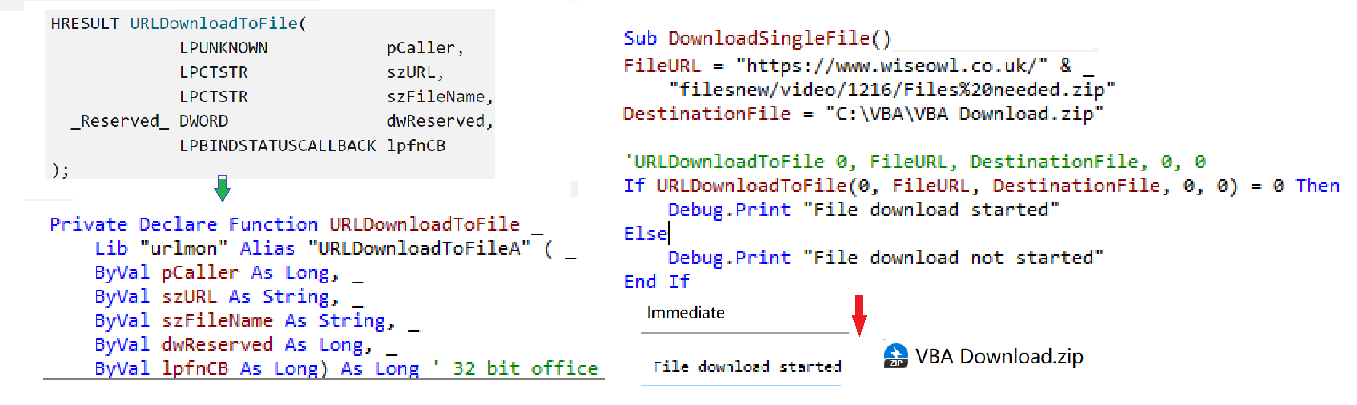 HRESULT URLDownloadToFile(
LPUNKNOWN pCaller,
LPCTSTR szURL,
LPCTSTR szFileName,
_Reserved_ DWORD dwReserved,
LPBINDSTATUSCALLBACK lpfnCB
);
Private Declare Function URLDownloadToFile _
Lib "urlmon" Alias "URLDownloadToFileA" ( _
ByVal pCaller As Long, _
ByVal szURL As String, _
ByVal szFileName As String, _
ByVal dwReserved As Long, _
ByVal lpfnCB As Long) As Long ' 32 bit office
Sub DownloadSingleFile()
FileURL = "https://www.wiseowl.co.uk/" & _
"filesnew/video/1216/Files%20needed.zip"
DestinationFile = "C:\VBA\VBA Download.zip"
'URLDownloadToFile 0, FileURL, DestinationFile, 0, 0
If URLDownloadToFile(0, FileURL, DestinationFile, 0, 0) = 0 Then
Debug.Print "File download started"
Else
Debug.Print "File download not started"
End If
Immediate
File download started
ZIP VBA Download.zip